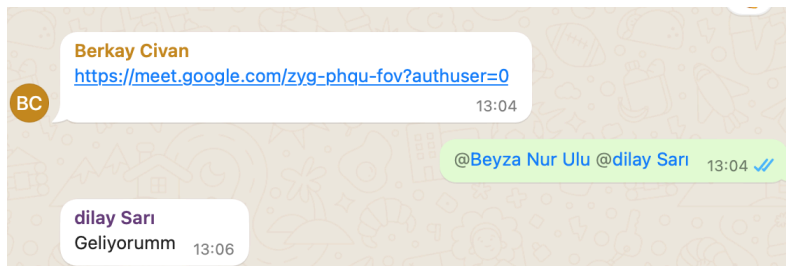 Berkay Civan
https://meet.google.com/zyg-phqu-fov?authuser=0
BC
13:04
@Beyza Nur Ulu @dilay Sarı 13:04
dilay Sarı
Geliyorumm 13:06